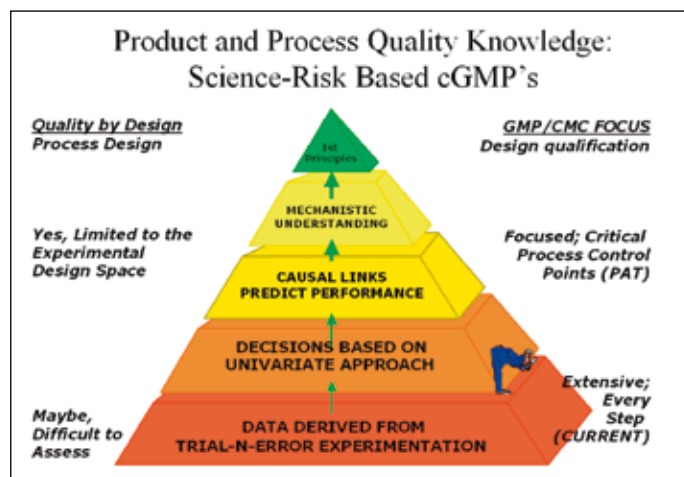 Product and Process Quality Knowledge:
Science-Risk Based cGMP's
Quality by Design
Process Design
GMP/CMC FOCUS
Design qualification
1st
Principles
MECHANISTIC
UNDERSTANDING
Yes, Limited to the
Experimental
Design Space
Focused; Critical
Process Control
Points (PAT)
CAUSAL LINKS
PREDICT PERFORMANCE
DECISIONS BASED ON
UNIVARIATE APPROACH
Maybe,
Difficult to
Assess
Extensive;
Every
Step
(CURRENT)
DATA DERIVED FROM
TRIAL-N-ERROR EXPERIMENTATION